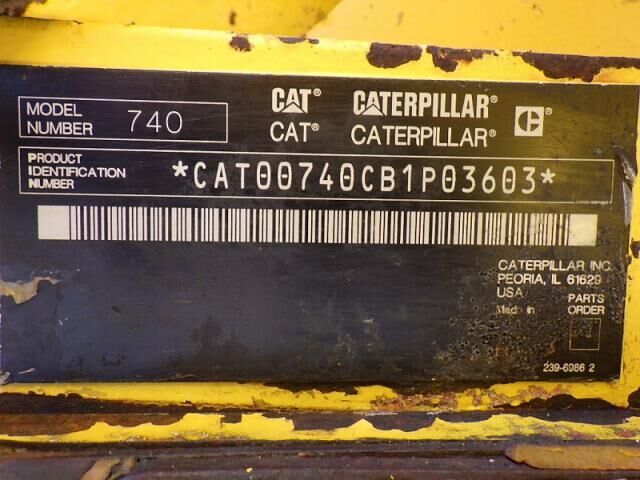 CAT® CATERPILLAR® C
MODEL NUMBER 740 CAT® CATERPILLAR®
PRODUCT IDENTIFICATION NUMBER *CAT00740CB1P03603*
CATERPILLAR INC.
PEORIA, IL 61629
USA
Made in
PARTS
ORDER
239-6986 2